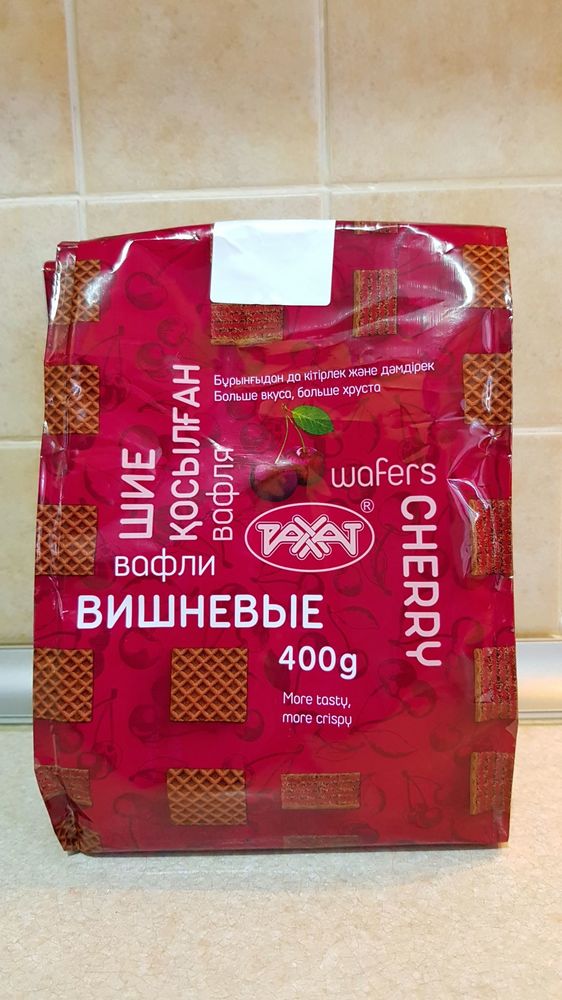 Бұрынғыдан да кітірлек және дәмдірек
Больше вкуса, больше хруста
ШИЕ
ҚОСЫЛҒАН
вафля
wafers
CHERRY
РАХАТ®
вафли
ВИШНЕВЫЕ
400g
More tasty,
more crispy